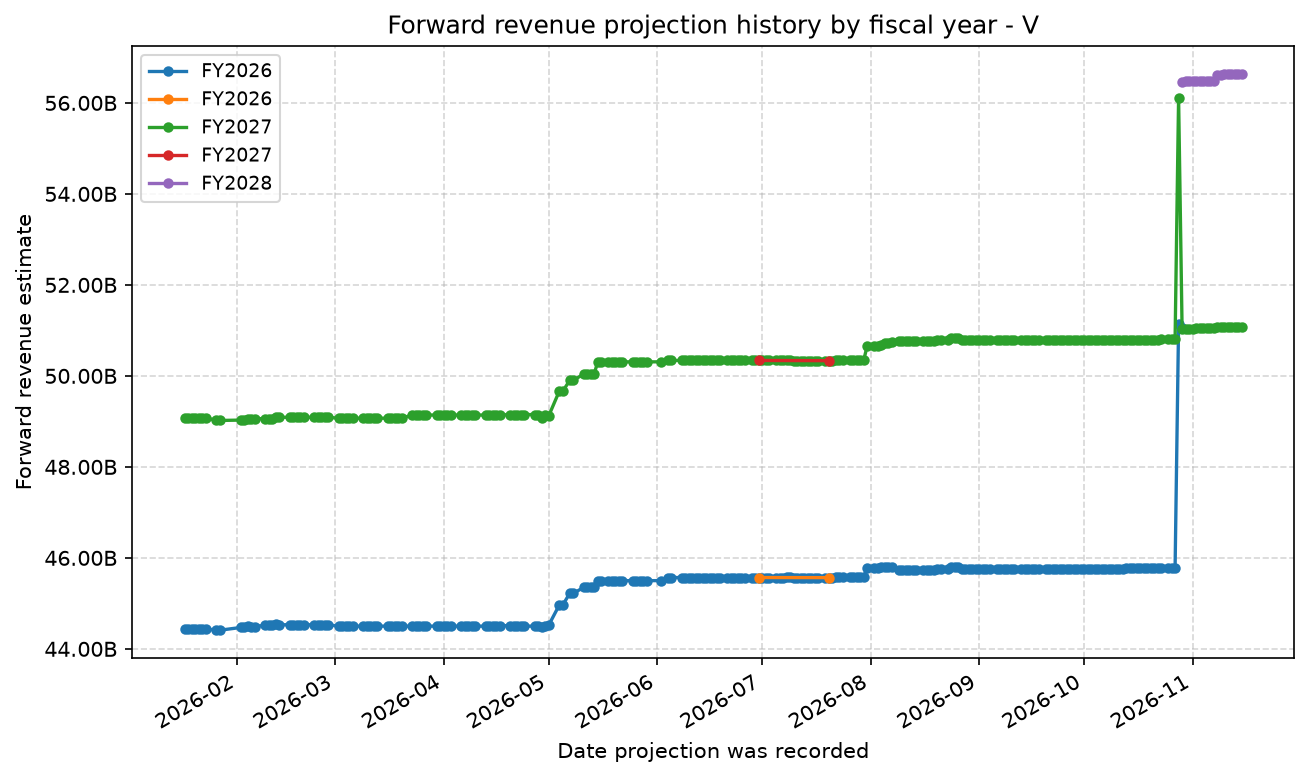 Forward revenue projection history by fiscal year - V
FY2026
FY2026
FY2027
FY2027
FY2028
Forward revenue estimate
56.00B
54.00B
52.00B
50.00B
48.00B
46.00B
44.00B
2026-02
2026-03
2026-04
2026-05
2026-06
2026-07
2026-08
2026-09
2026-10
2026-11
Date projection was recorded